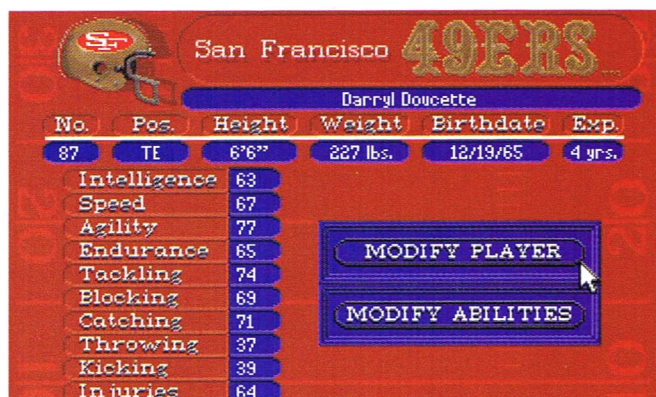 SF
San Francisco 49ERS
Darryl Doucette
No. Pos. Height Weight Birthdate Exp.
87 TE 6'6" 227 lbs. 12/19/65 4 yrs.
Intelligence 63
Speed 67
Agility 77
Endurance 65
Tackling 74
Blocking 69
Catching 71
Throwing 37
Kicking 39
Injuries 64
MODIFY PLAYER
MODIFY ABILITIES